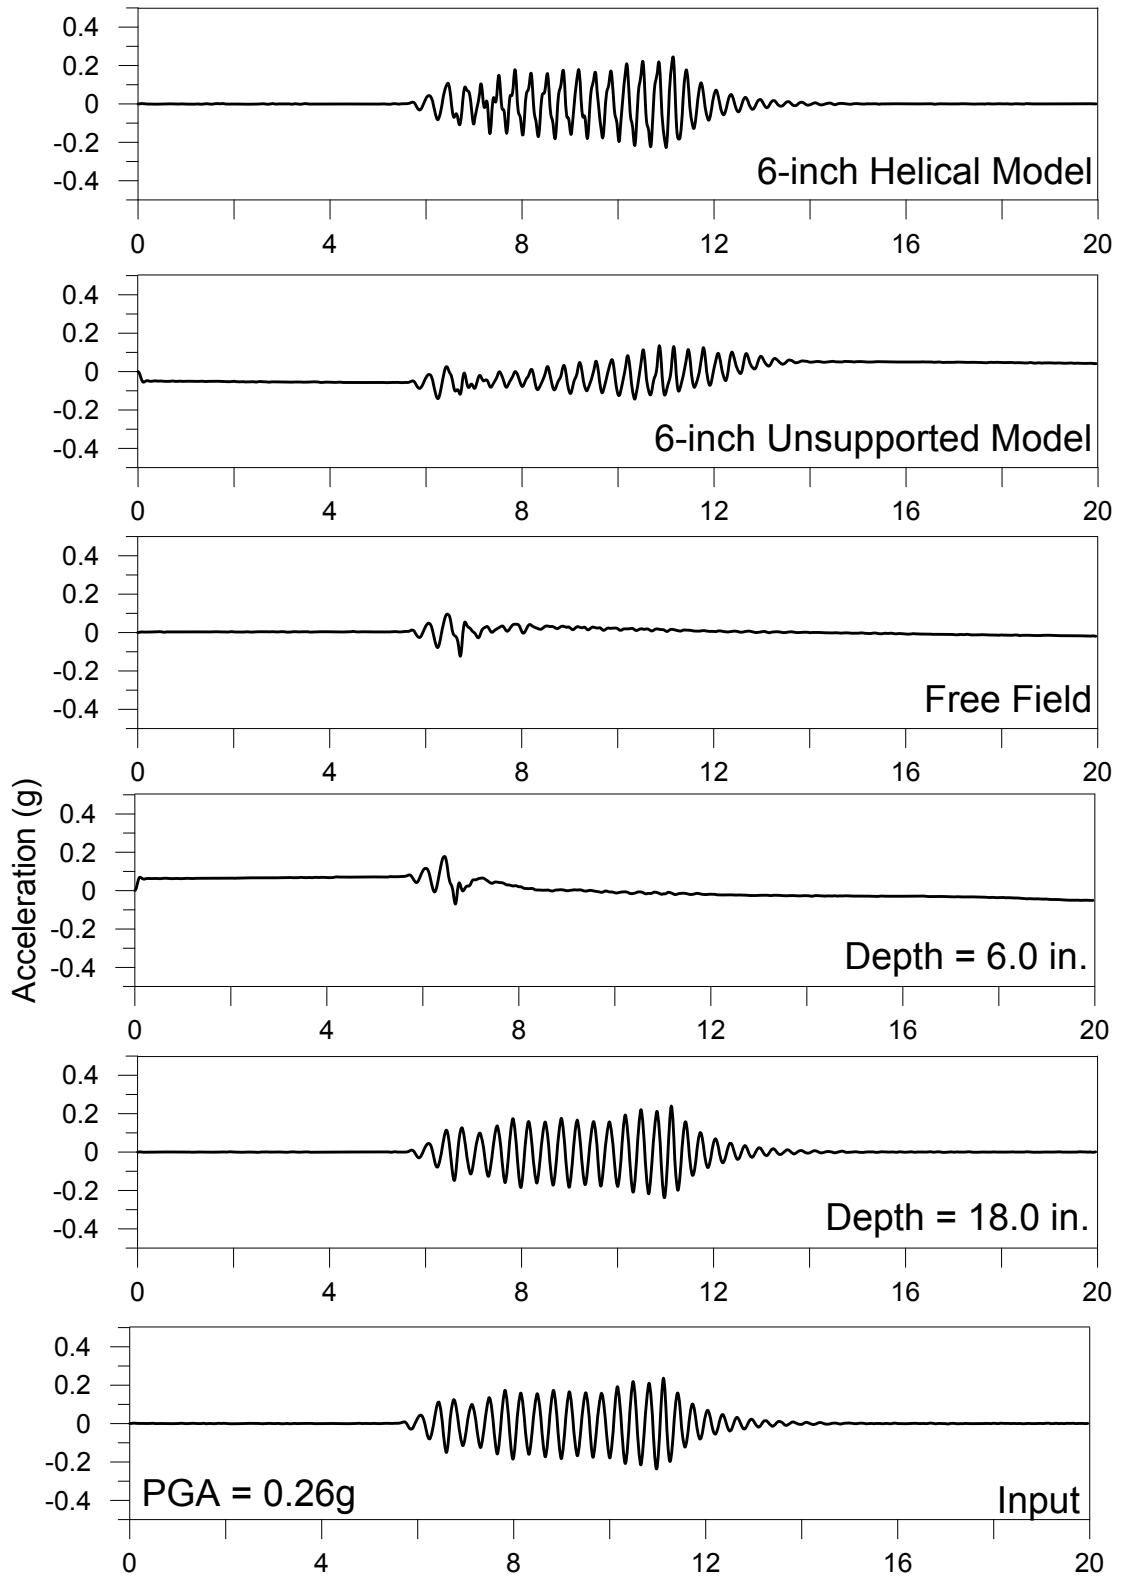 0.4
0.2
0
-0.2
-0.4
6-inch Helical Model
0 4 8 12 16 20
0.4
0.2
0
-0.2
-0.4
6-inch Unsupported Model
0 4 8 12 16 20
0.4
0.2
0
-0.2
-0.4
Free Field
0 4 8 12 16 20
Acceleration (g)
0.4
0.2
0
-0.2
-0.4
Depth = 6.0 in.
0 4 8 12 16 20
0.4
0.2
0
-0.2
-0.4
Depth = 18.0 in.
0 4 8 12 16 20
0.4
0.2
0
-0.2
-0.4
PGA = 0.26g
Input
0 4 8 12 16 20